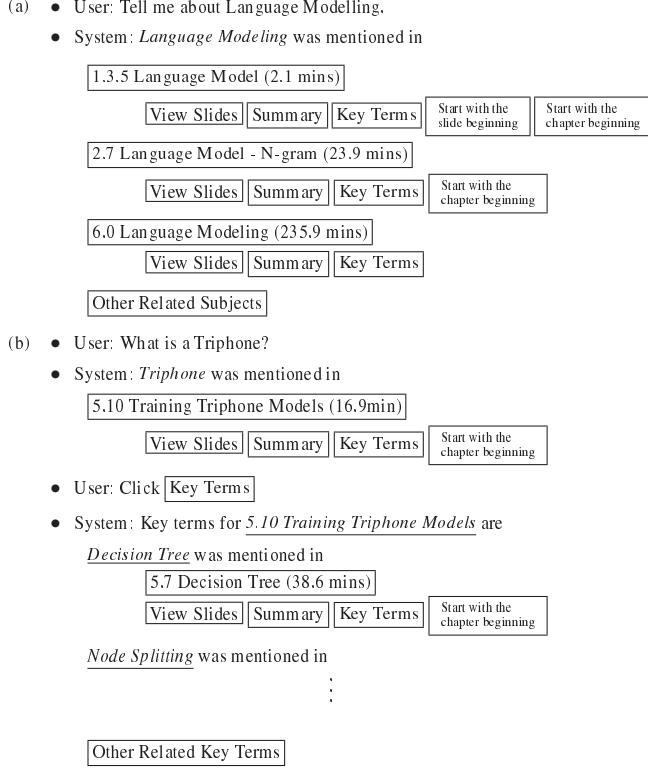 (a) • User: Tell me about Language Modelling.
• System: Language Modeling was mentioned in
1.3.5 Language Model (2.1 mins)
View Slides Summary Key Terms Start with the slide beginning Start with the chapter beginning
2.7 Language Model - N-gram (23.9 mins)
View Slides Summary Key Terms Start with the chapter beginning
6.0 Language Modeling (235.9 mins)
View Slides Summary Key Terms
Other Related Subjects
(b) • User: What is a Triphone?
• System: Triphone was mentioned in
5.10 Training Triphone Models (16.9min)
View Slides Summary Key Terms Start with the chapter beginning
• User: Click Key Terms
• System: Key terms for 5.10 Training Triphone Models are
Decision Tree was mentioned in
5.7 Decision Tree (38.6 mins)
View Slides Summary Key Terms Start with the chapter beginning
Node Splitting was mentioned in
⋮
Other Related Key Terms